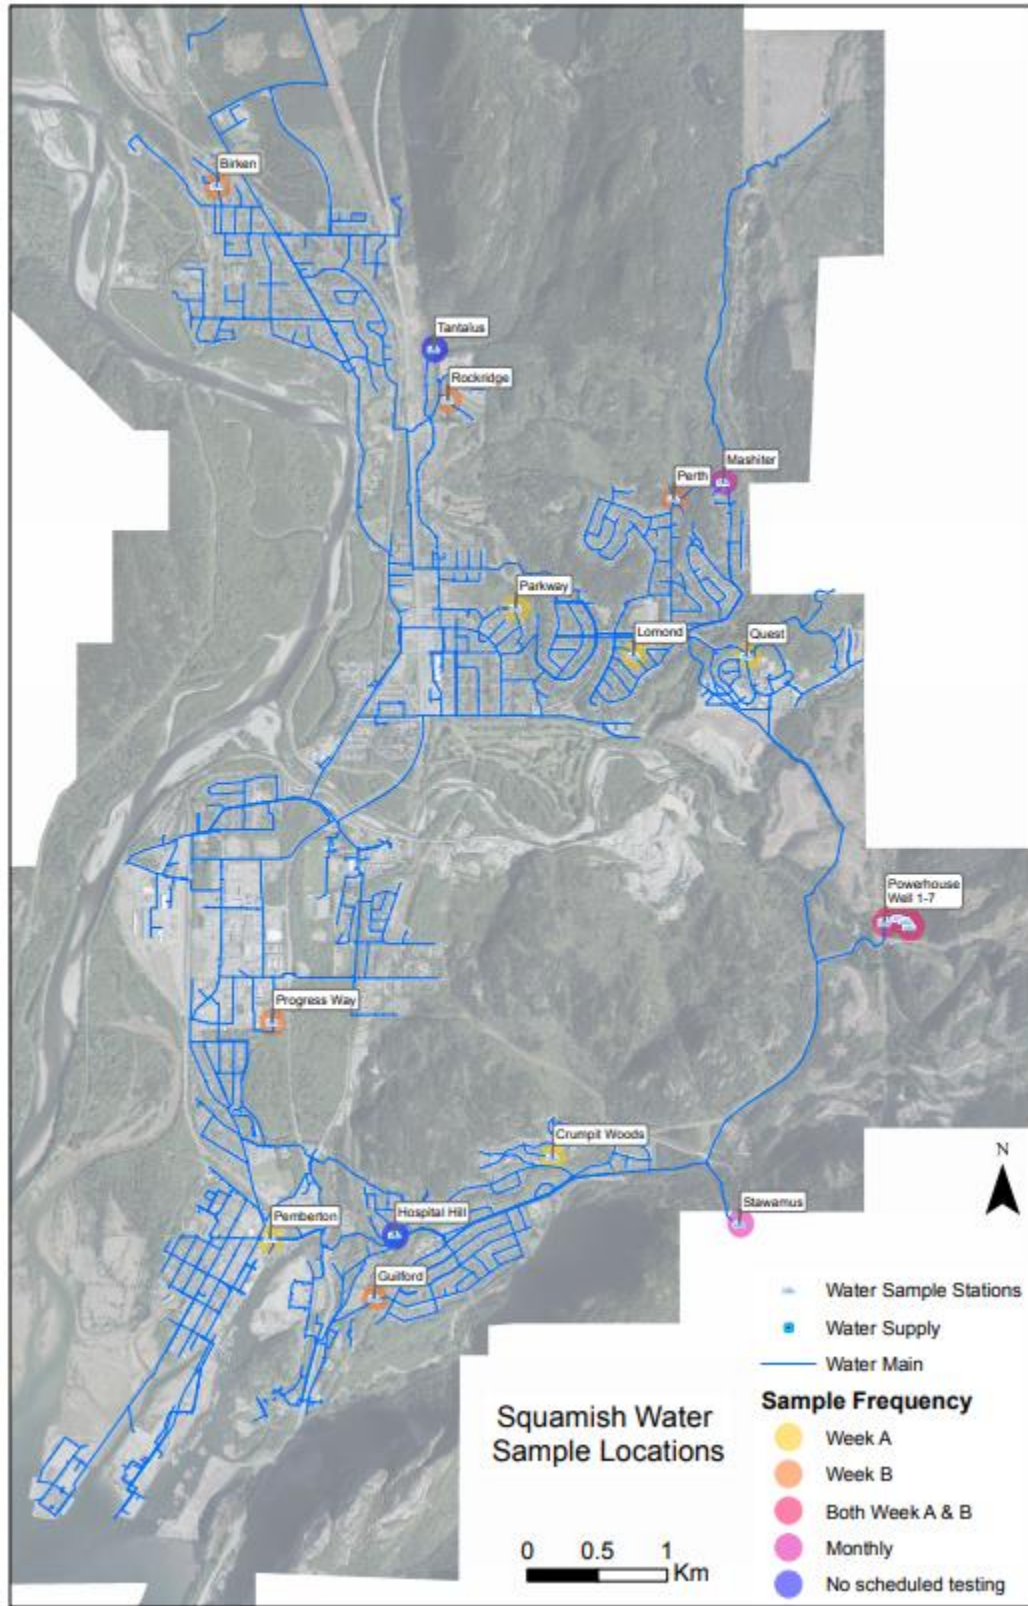 Birken
Tantalus
Rockridge
Mashiter
Perth
Parkway
Lomond
Quest
Powerhouse
Well 1-7
Progress Way
Crumpit Woods
Stawamus
Hospital Hill
Pemberton
Guilford
N
Water Sample Stations
Water Supply
Water Main
Sample Frequency
Week A
Week B
Both Week A & B
Monthly
No scheduled testing
Squamish Water
Sample Locations
0 0.5 1
Km